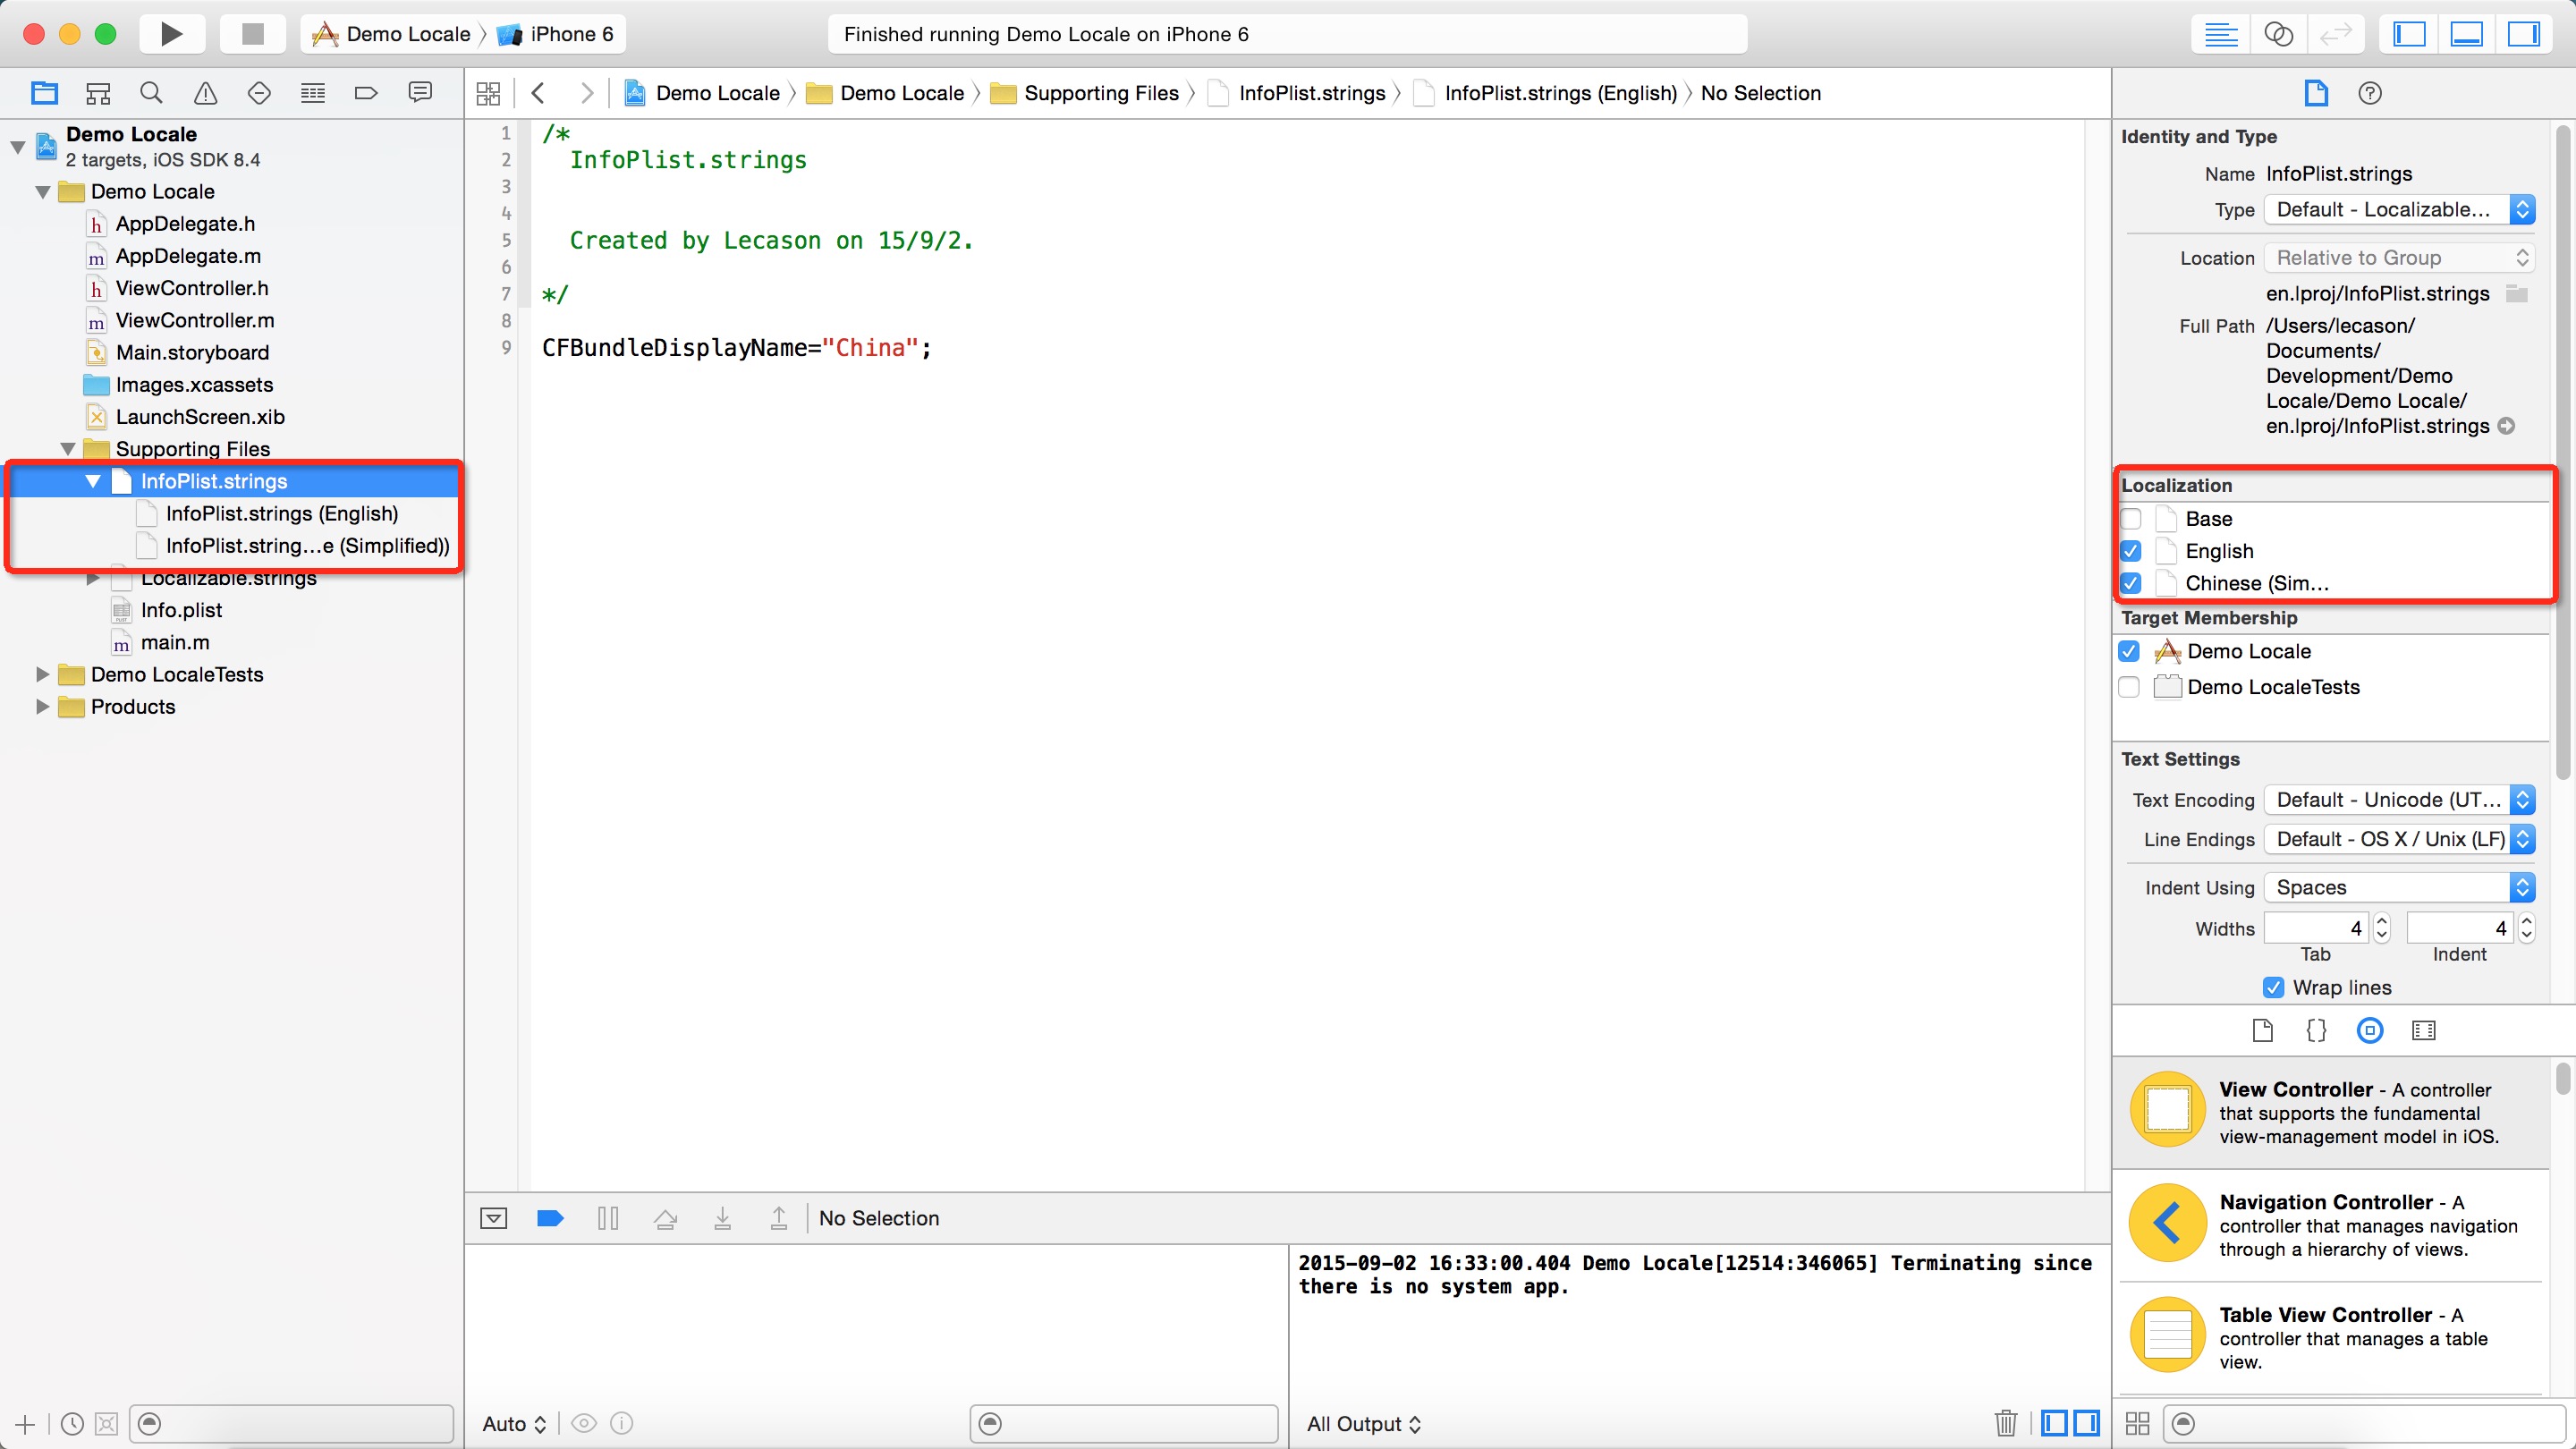 Demo Locale
iPhone 6
Finished running Demo Locale on iPhone 6
Demo Locale
Demo Locale
Supporting Files
InfoPlist.strings
InfoPlist.strings (English)
No Selection
Demo Locale
2 targets, iOS SDK 8.4
Demo Locale
h AppDelegate.h
m AppDelegate.m
h ViewController.h
m ViewController.m
Main.storyboard
Images.xcassets
LaunchScreen.xib
Supporting Files
InfoPlist.strings
InfoPlist.strings (English)
InfoPlist.string...e (Simplified))
Localizable.strings
Info.plist
m main.m
Demo LocaleTests
Products
1 /*
2 InfoPlist.strings
3
4
5 Created by Lecason on 15/9/2.
6
7 */
8
9 CFBundleDisplayName="China";
No Selection
2015-09-02 16:33:00.404 Demo Locale[12514:346065] Terminating since
there is no system app.
Auto
All Output
Identity and Type
Name InfoPlist.strings
Type Default - Localizable...
Location Relative to Group
en.lproj/InfoPlist.strings
Full Path /Users/lecason/
Documents/
Development/Demo
Locale/Demo Locale/
en.lproj/InfoPlist.strings
Localization
Base
English
Chinese (Sim...
Target Membership
Demo Locale
Demo LocaleTests
Text Settings
Text Encoding Default - Unicode (UT...
Line Endings Default - OS X / Unix (LF)
Indent Using Spaces
Widths 4 4
Tab Indent
Wrap lines
View Controller - A controller
that supports the fundamental
view-management model in iOS.
Navigation Controller - A
controller that manages navigation
through a hierarchy of views.
Table View Controller - A
controller that manages a table
view.